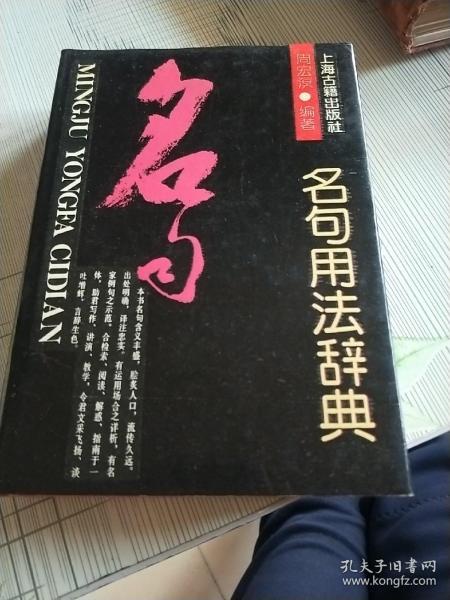 上海古籍出版社
周宏溟●编著
名句用法辞典
名句
MINGJU YONGFA CIDIAN
本书名句含义丰盛，脍炙人口，流传久远。
出处明确，译注忠实。有运用场合之详析，有名
家例句之示范。合检索、阅读、解惑、指南于一
体，助君写作、讲演、教学，令君文采飞扬、谈
吐增辉，言辞生色。
孔夫子旧书网
www.kongfz.com